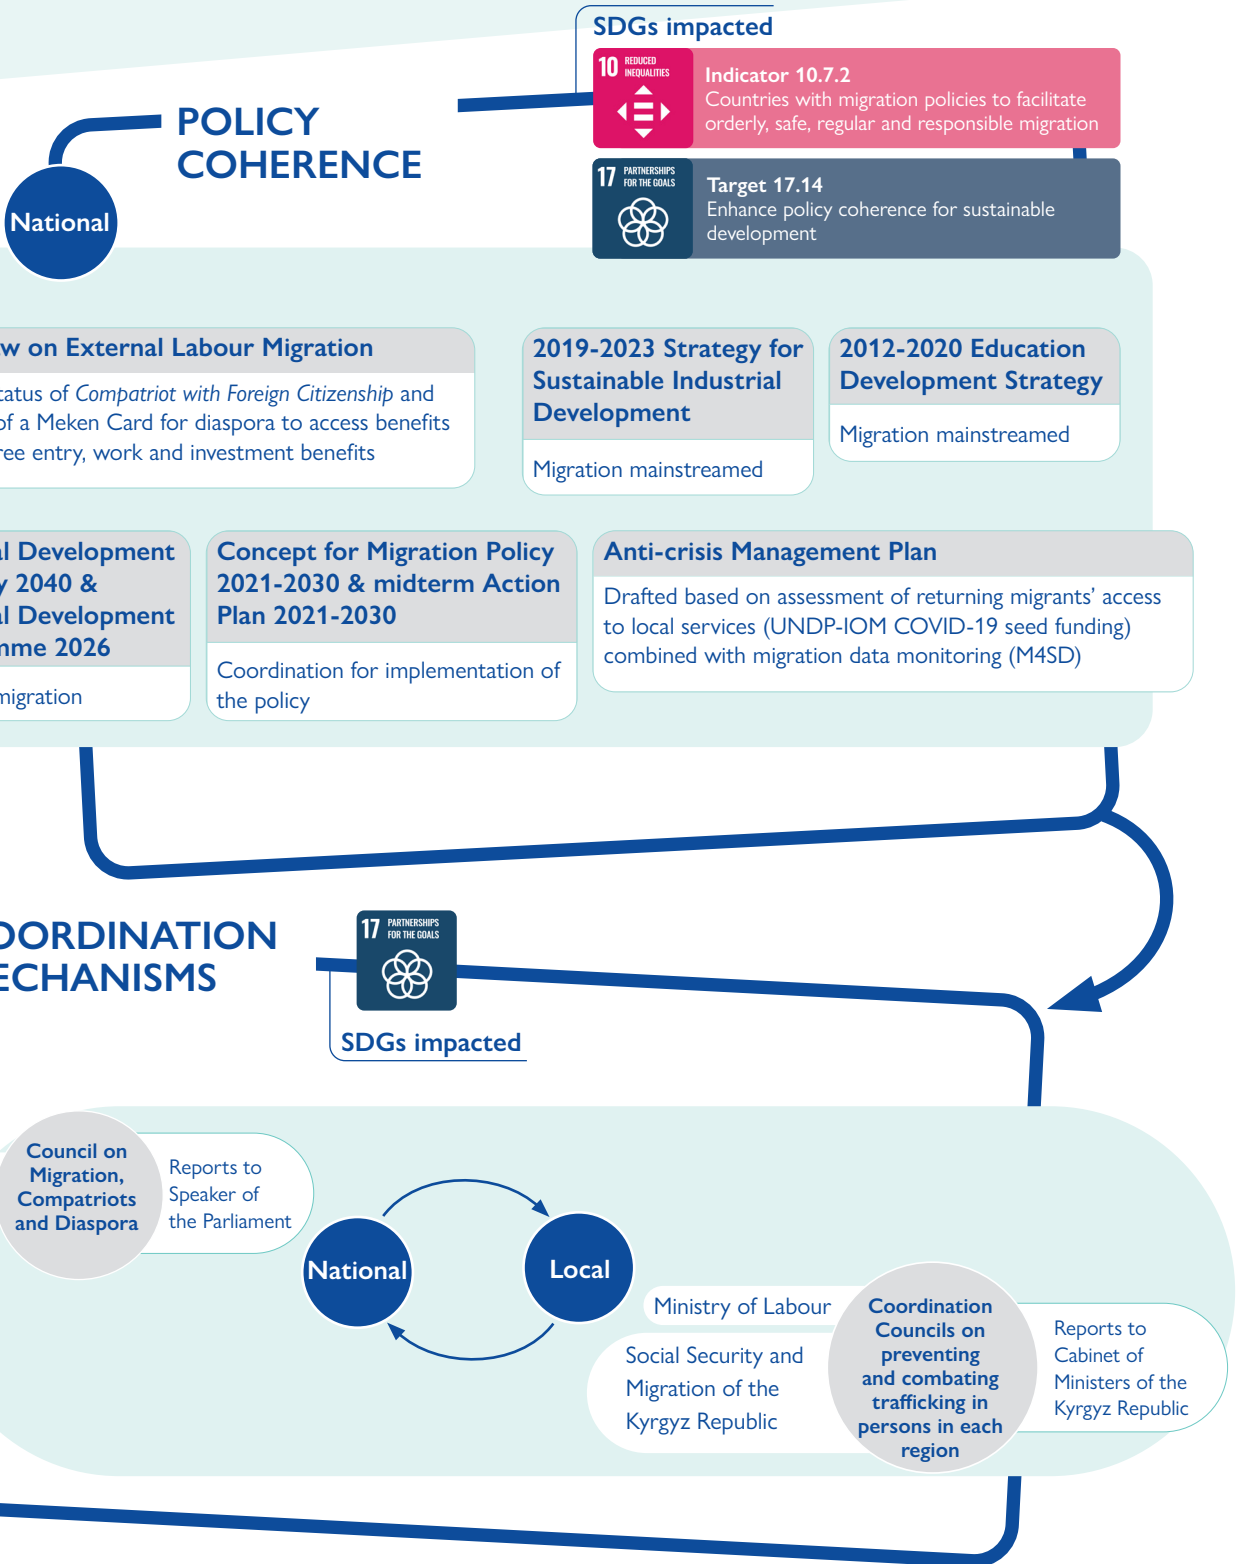 SDGs impacted
10 REDUCED
INEQUALITIES
Indicator 10.7.2
Countries with migration policies to facilitate
orderly, safe, regular and responsible migration
POLICY
COHERENCE
17 PARTNERSHIPS
FOR THE GOALS
Target 17.14
Enhance policy coherence for sustainable
development
National
w on External Labour Migration
tatus of Compatriot with Foreign Citizenship and
of a Meken Card for diaspora to access benefits
ree entry, work and investment benefits
2019-2023 Strategy for
Sustainable Industrial
Development
Migration mainstreamed
2012-2020 Education
Development Strategy
Migration mainstreamed
al Development
y 2040 &
al Development
mme 2026
migration
Concept for Migration Policy
2021-2030 & midterm Action
Plan 2021-2030
Coordination for implementation of
the policy
Anti-crisis Management Plan
Drafted based on assessment of returning migrants’ access
to local services (UNDP-IOM COVID-19 seed funding)
combined with migration data monitoring (M4SD)
OORDINATION
ECHANISMS
17 PARTNERSHIPS
FOR THE GOALS
SDGs impacted
Council on
Migration,
Compatriots
and Diaspora
Reports to
Speaker of
the Parliament
National
Local
Ministry of Labour
Social Security and
Migration of the
Kyrgyz Republic
Coordination
Councils on
preventing
and combating
trafficking in
persons in each
region
Reports to
Cabinet of
Ministers of the
Kyrgyz Republic